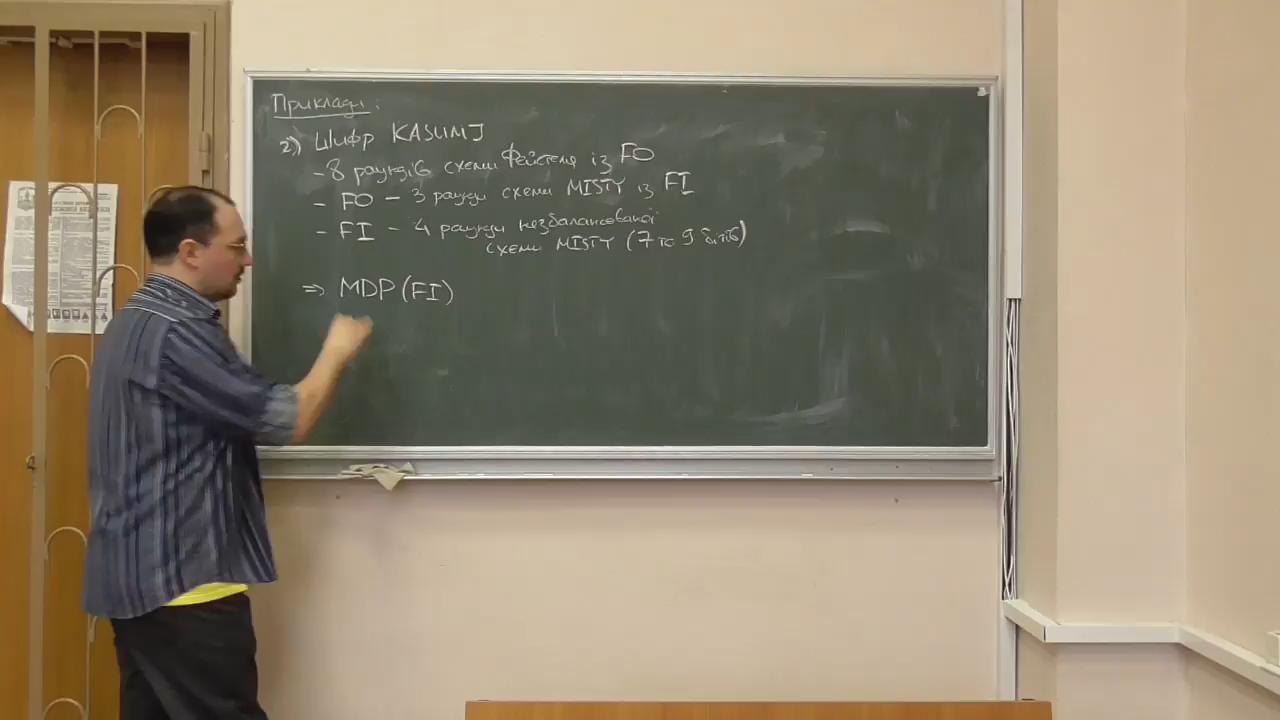 Приклади:
2) Шифр KASUMI
- 8 раундів схеми Фейстеля із FO
- FO – 3 раунди схеми MISTY із FI
- FI – 4 раунди незбалансованої
схеми MISTY (7 та 9 бітів)
⇒ MDP(FI)